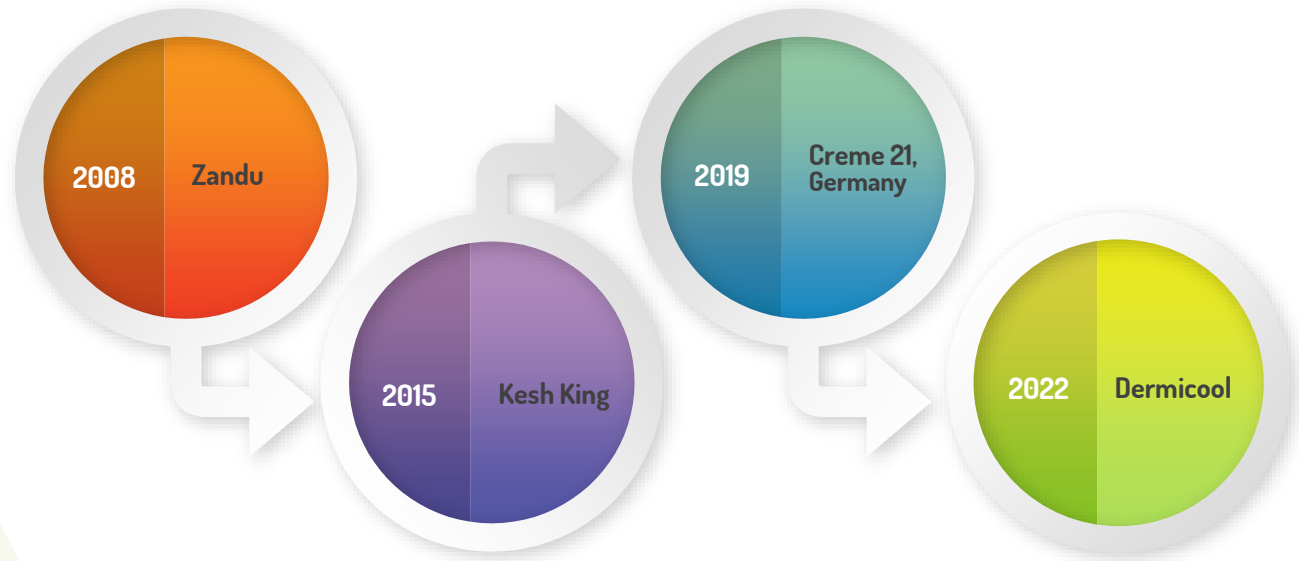 2008
Zandu
2015
Kesh King
2019
Creme 21,
Germany
2022
Dermicool